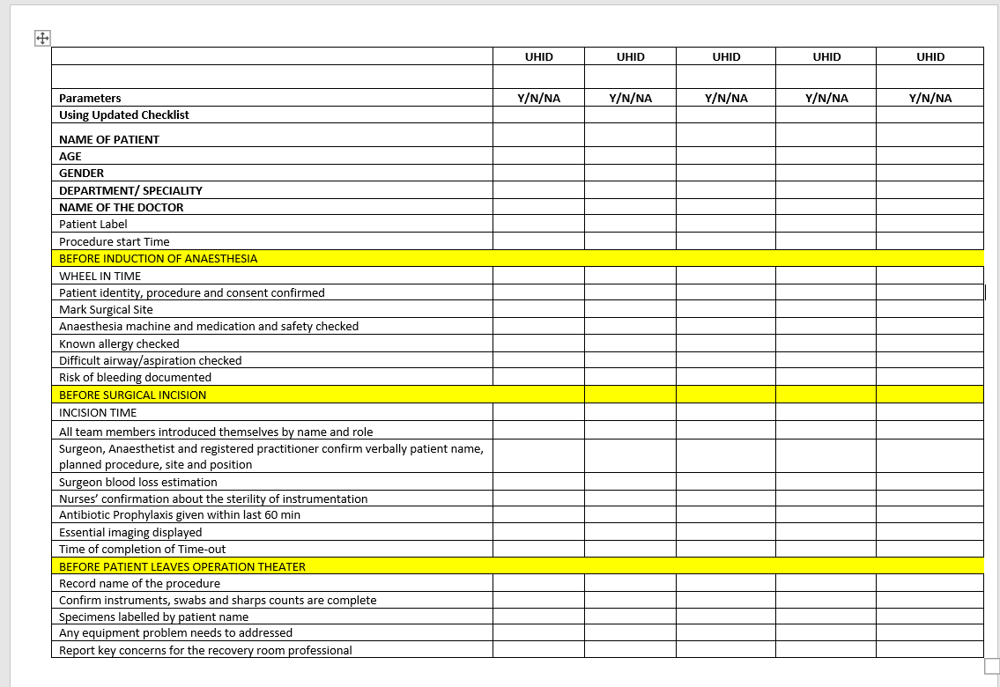 UHID UHID UHID UHID UHID
Parameters Y/N/NA Y/N/NA Y/N/NA Y/N/NA Y/N/NA
Using Updated Checklist
NAME OF PATIENT
AGE
GENDER
DEPARTMENT/ SPECIALITY
NAME OF THE DOCTOR
Patient Label
Procedure start Time
BEFORE INDUCTION OF ANAESTHESIA
WHEEL IN TIME
Patient identity, procedure and consent confirmed
Mark Surgical Site
Anaesthesia machine and medication and safety checked
Known allergy checked
Difficult airway/aspiration checked
Risk of bleeding documented
BEFORE SURGICAL INCISION
INCISION TIME
All team members introduced themselves by name and role
Surgeon, Anaesthetist and registered practitioner confirm verbally patient name,
planned procedure, site and position
Surgeon blood loss estimation
Nurses’ confirmation about the sterility of instrumentation
Antibiotic Prophylaxis given within last 60 min
Essential imaging displayed
Time of completion of Time-out
BEFORE PATIENT LEAVES OPERATION THEATER
Record name of the procedure
Confirm instruments, swabs and sharps counts are complete
Specimens labelled by patient name
Any equipment problem needs to addressed
Report key concerns for the recovery room professional